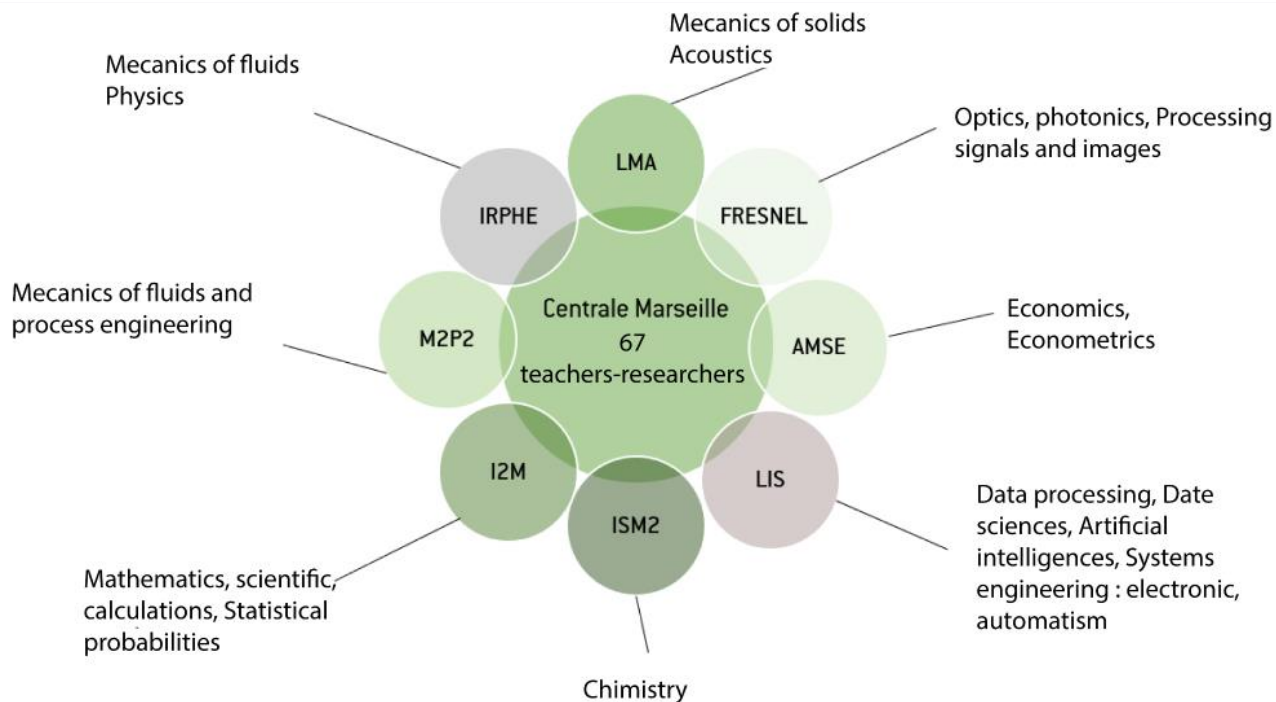 Mecanics of solids
Acoustics
Mecanics of fluids
Physics
Optics, photonics, Processing
signals and images
LMA
IRPHE
FRESNEL
Mecanics of fluids and
process engineering
M2P2
Centrale Marseille
67
teachers-researchers
AMSE
Economics,
Econometrics
I2M
ISM2
LIS
Data processing, Date
sciences, Artificial
intelligences, Systems
engineering : electronic,
automatism
Mathematics, scientific,
calculations, Statistical
probabilities
Chimistry